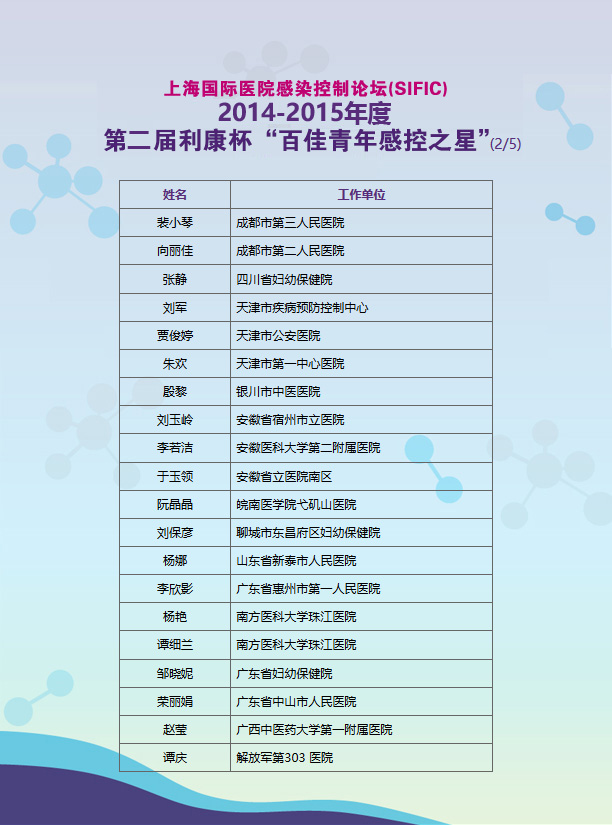 上海国际医院感染控制论坛(SIFIC)
2014-2015年度
第二届利康杯“百佳青年感控之星”(2/5)
姓名 工作单位
裴小琴 成都市第三人民医院
向丽佳 成都市第二人民医院
张静 四川省妇幼保健院
刘军 天津市疾病预防控制中心
贾俊婷 天津市公安医院
朱欢 天津市第一中心医院
殷黎 银川市中医医院
刘玉岭 安徽省宿州市立医院
李若洁 安徽医科大学第二附属医院
于玉领 安徽省立医院南区
阮晶晶 皖南医学院弋矶山医院
刘保彦 聊城市东昌府区妇幼保健院
杨娜 山东省新泰市人民医院
李欣影 广东省惠州市第一人民医院
杨艳 南方医科大学珠江医院
谭细兰 南方医科大学珠江医院
邹晓妮 广东省妇幼保健院
荣丽娟 广东省中山市人民医院
赵莹 广西中医药大学第一附属医院
谭庆 解放军第303 医院